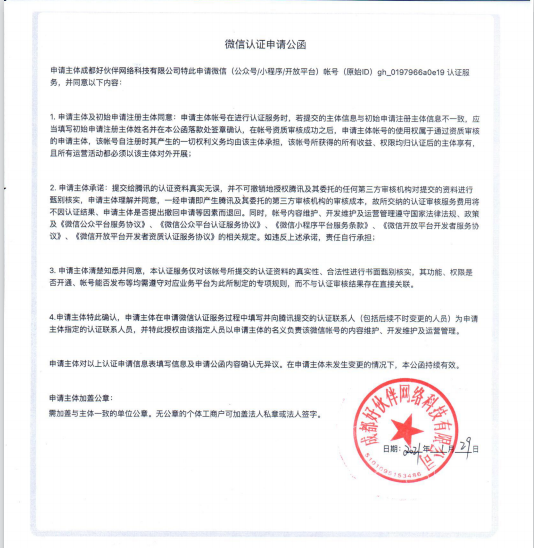 微信认证申请公函
申请主体成都好伙伴网络科技有限公司特此申请微信（公众号/小程序/开放平台）帐号（原始ID）gh_0197966a0e19 认证服
务，并同意以下内容：
1. 申请主体及初始申请注册主体同意：申请主体帐号在进行认证服务时，若提交的主体信息与初始申请注册主体信息不一致，应
当填写初始申请注册主体姓名并在本公函落款处签章确认，在帐号资质审核成功之后，申请主体帐号的使用权属于通过资质审核
的申请主体，该帐号自注册时其产生的一切权利义务均由该主体承担，该帐号所获得的所有收益、权限均归认证后的主体享有，
且所有运营活动都必须以该主体对外开展；
2. 申请主体承诺：提交给腾讯的认证资料真实无误，并不可撤销地授权腾讯及其委托的任何第三方审核机构对提交的资料进行
甄别核实，申请主体理解并同意，一经申请即产生腾讯及其委托的第三方审核机构的审核成本，故所交纳的认证审核服务费用将
不因认证结果、申请主体是否提出撤回申请等因素而退回。同时，帐号内容维护、开发维护及运营管理遵守国家法律法规、政策
及《微信公众平台服务协议》、《微信公众平台认证服务协议》、《微信小程序平台服务条款》、《微信开放平台开发者服务协
议》、《微信开放平台开发者资质认证服务协议》的相关规定。如违反上述承诺，责任自行承担；
3. 申请主体清楚知悉并同意，本认证服务仅对该帐号所提交的认证资料的真实性、合法性进行书面甄别核实，其功能、权限是
否开通、帐号能否发布等均需遵守对应业务平台为此所制定的专项规则，而不与认证审核结果存在直接关联。
4.申请主体特此确认，申请主体在申请微信认证服务过程中填写并向腾讯提交的认证联系人（包括后续不时变更的人员）为申请
主体指定的认证联系人员，并特此授权由该指定人员以申请主体的名义负责该微信帐号的内容维护、开发维护及运营管理。
申请主体对以上认证申请信息表填写信息及申请公函内容确认无异议。在申请主体未发生变更的情况下，本公函持续有效。
申请主体加盖公章：
需加盖与主体一致的单位公章。无公章的个体工商户可加盖法人私章或法人签字。
成都好伙伴网络科技有限公司
日期：2021年 月29日